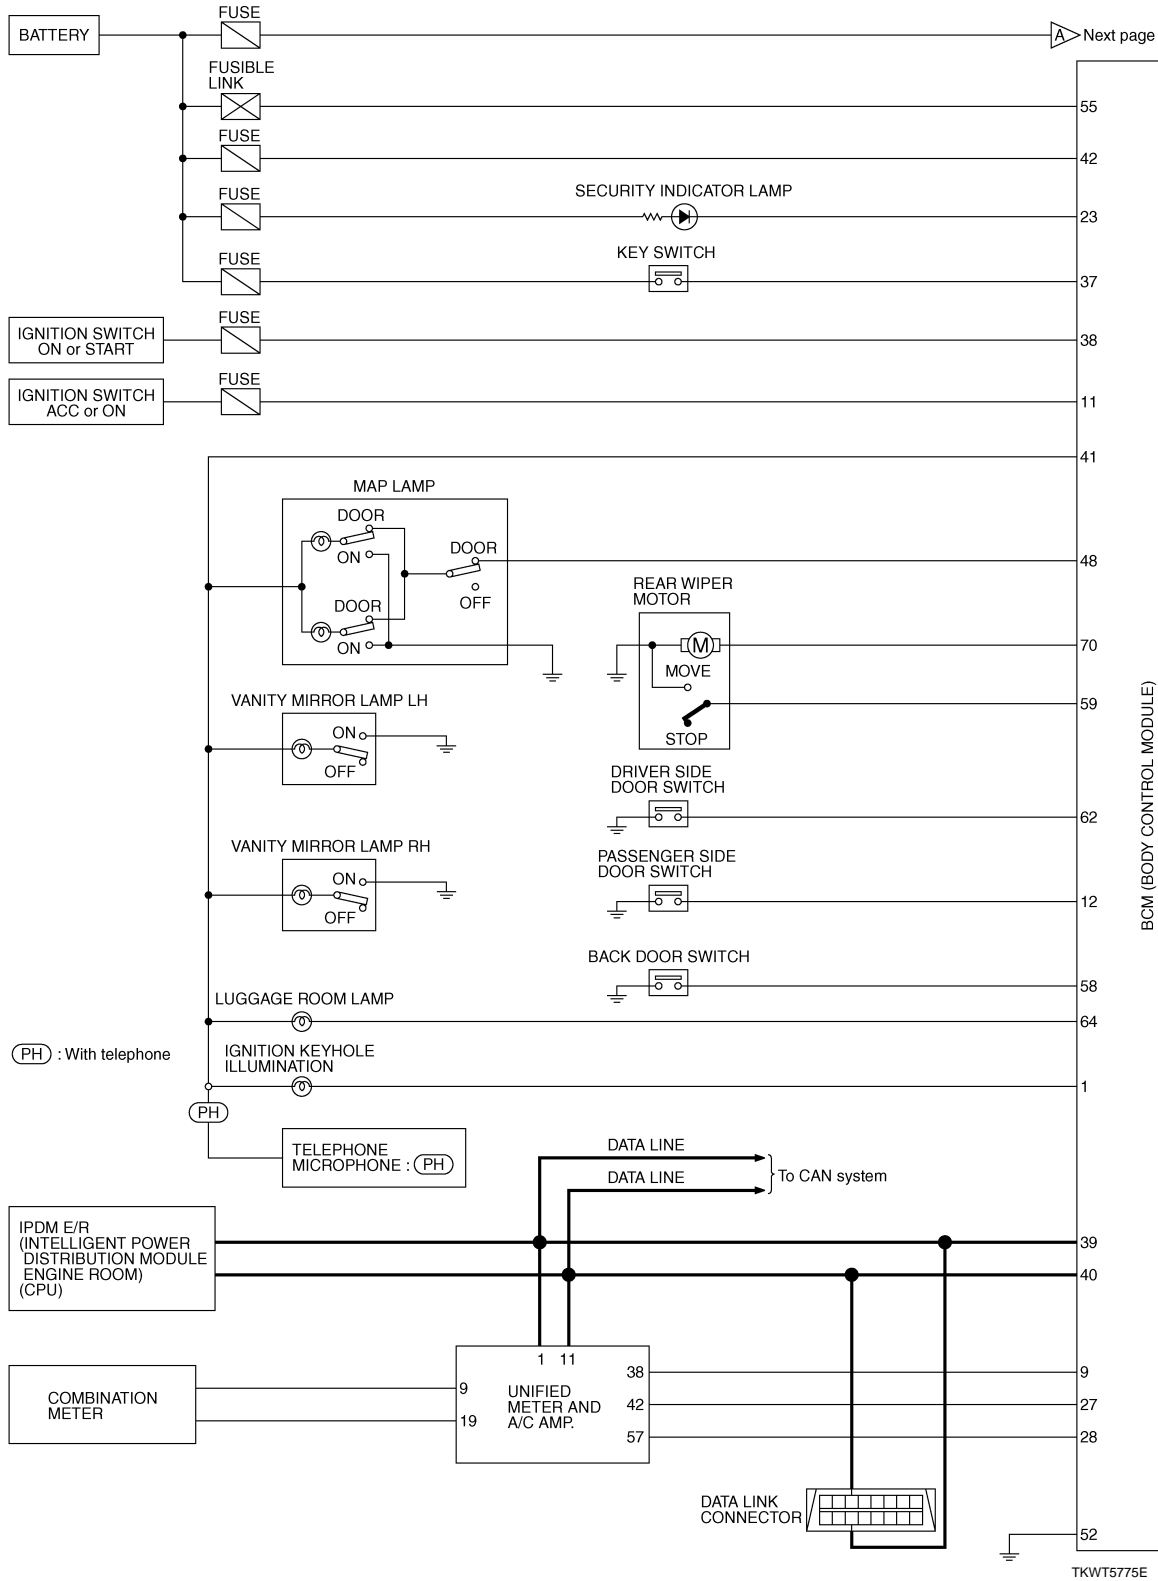 FUSE
BATTERY
A
Next page
FUSIBLE
LINK
55
FUSE
42
FUSE
SECURITY INDICATOR LAMP
23
FUSE
KEY SWITCH
37
IGNITION SWITCH
ON or START
FUSE
38
IGNITION SWITCH
ACC or ON
FUSE
11
41
MAP LAMP
DOOR
ON
DOOR
OFF
48
DOOR
ON
REAR WIPER
MOTOR
M
70
MOVE
59
STOP
VANITY MIRROR LAMP LH
ON
OFF
DRIVER SIDE
DOOR SWITCH
62
VANITY MIRROR LAMP RH
ON
OFF
PASSENGER SIDE
DOOR SWITCH
12
BACK DOOR SWITCH
58
LUGGAGE ROOM LAMP
64
PH : With telephone
IGNITION KEYHOLE
ILLUMINATION
1
PH
TELEPHONE
MICROPHONE : PH
DATA LINE
DATA LINE
To CAN system
BCM (BODY CONTROL MODULE)
IPDM E/R
(INTELLIGENT POWER
DISTRIBUTION MODULE
ENGINE ROOM)
(CPU)
39
40
COMBINATION
METER
1 11
9
19
UNIFIED
METER AND
A/C AMP.
38
42
57
9
27
28
DATA LINK
CONNECTOR
52
TKWT5775E